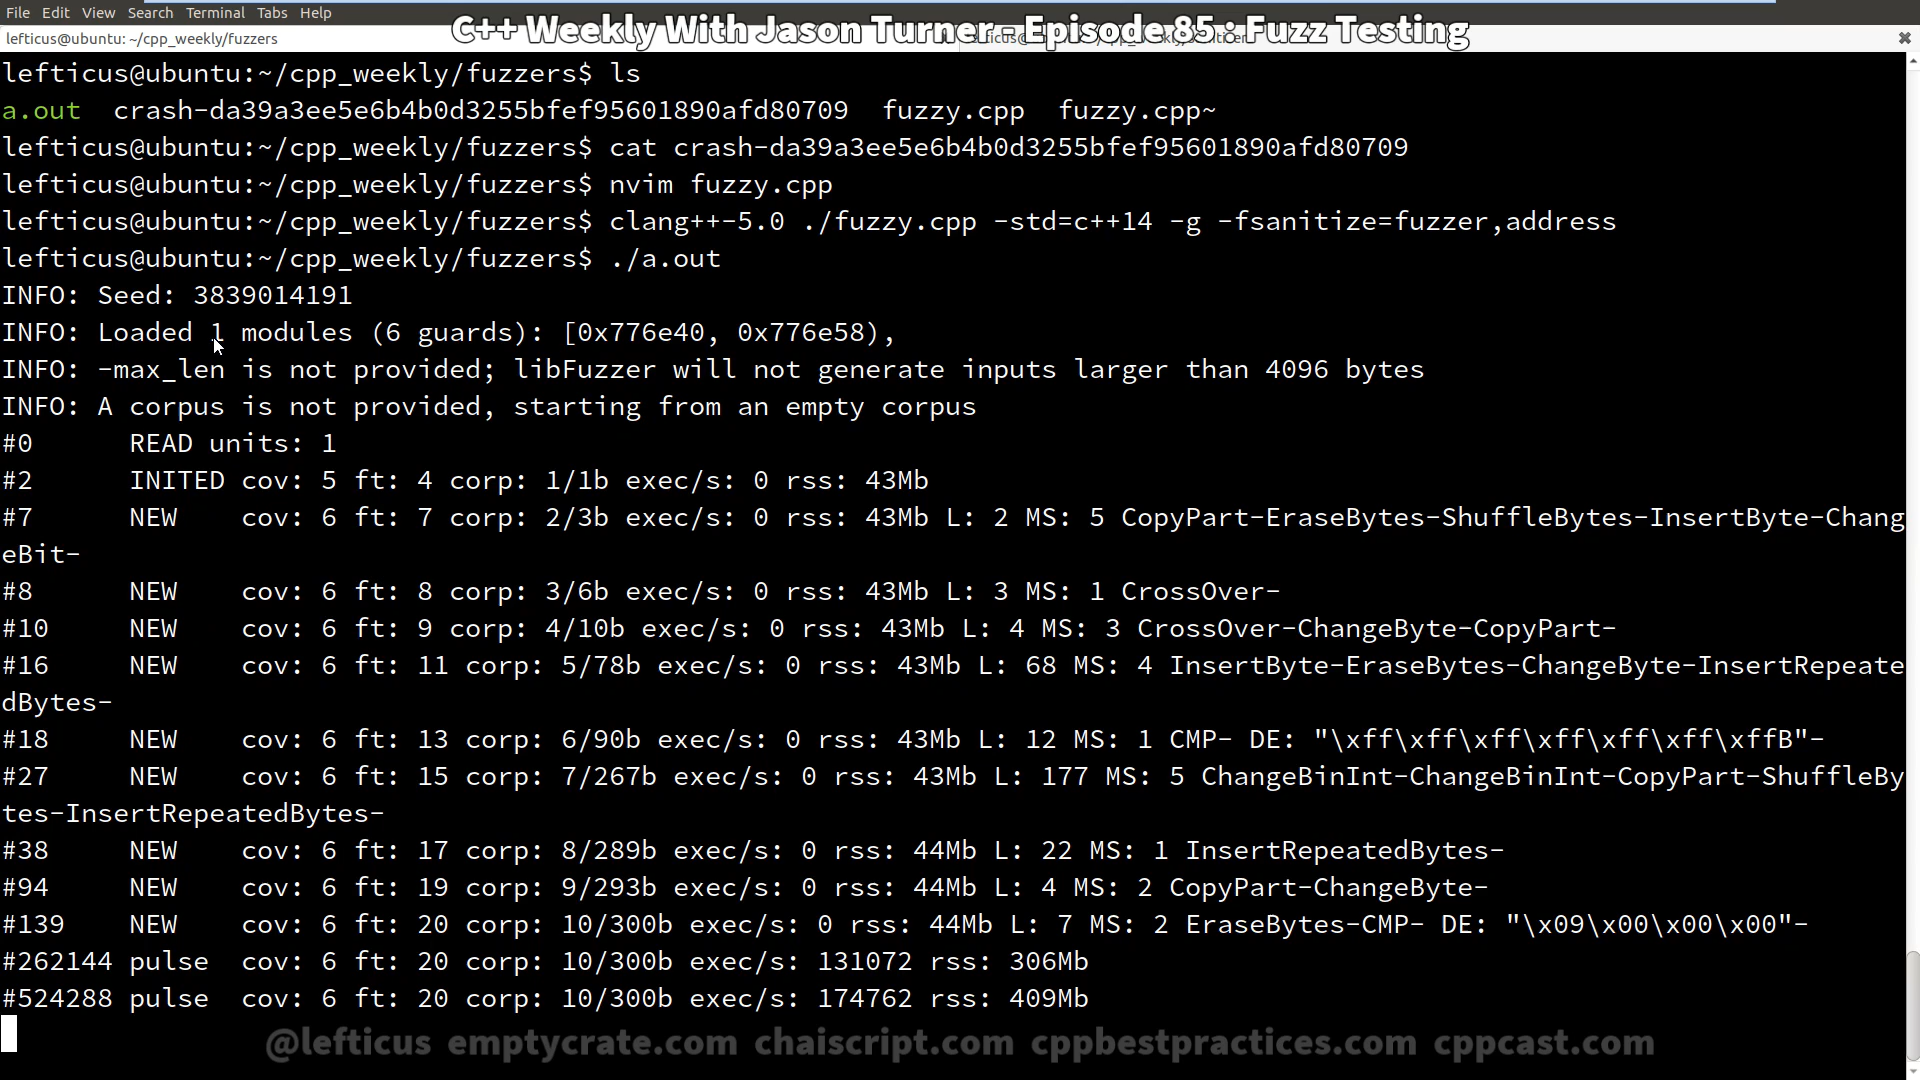 File Edit View Search Terminal Tabs Help
C++ Weekly With Jason Turner - Episode 85 : Fuzz Testing
lefticus@ubuntu: ~/cpp_weekly/fuzzers
lefticus@ubuntu:~/cpp_weekly/fuzzers$ ls
a.out  crash-da39a3ee5e6b4b0d3255bfef95601890afd80709  fuzzy.cpp  fuzzy.cpp~
lefticus@ubuntu:~/cpp_weekly/fuzzers$ cat crash-da39a3ee5e6b4b0d3255bfef95601890afd80709
lefticus@ubuntu:~/cpp_weekly/fuzzers$ nvim fuzzy.cpp
lefticus@ubuntu:~/cpp_weekly/fuzzers$ clang++-5.0 ./fuzzy.cpp -std=c++14 -g -fsanitize=fuzzer,address
lefticus@ubuntu:~/cpp_weekly/fuzzers$ ./a.out
INFO: Seed: 3839014191
INFO: Loaded 1 modules (6 guards): [0x776e40, 0x776e58),
INFO: -max_len is not provided; libFuzzer will not generate inputs larger than 4096 bytes
INFO: A corpus is not provided, starting from an empty corpus
#0      READ units: 1
#2      INITED cov: 5 ft: 4 corp: 1/1b exec/s: 0 rss: 43Mb
#7      NEW    cov: 6 ft: 7 corp: 2/3b exec/s: 0 rss: 43Mb L: 2 MS: 5 CopyPart-EraseBytes-ShuffleBytes-InsertByte-Chang
eBit-
#8      NEW    cov: 6 ft: 8 corp: 3/6b exec/s: 0 rss: 43Mb L: 3 MS: 1 CrossOver-
#10     NEW    cov: 6 ft: 9 corp: 4/10b exec/s: 0 rss: 43Mb L: 4 MS: 3 CrossOver-ChangeByte-CopyPart-
#16     NEW    cov: 6 ft: 11 corp: 5/78b exec/s: 0 rss: 43Mb L: 68 MS: 4 InsertByte-EraseBytes-ChangeByte-InsertRepeate
dBytes-
#18     NEW    cov: 6 ft: 13 corp: 6/90b exec/s: 0 rss: 43Mb L: 12 MS: 1 CMP- DE: "\xff\xff\xff\xff\xff\xff\xffB"-
#27     NEW    cov: 6 ft: 15 corp: 7/267b exec/s: 0 rss: 43Mb L: 177 MS: 5 ChangeBinInt-ChangeBinInt-CopyPart-ShuffleBy
tes-InsertRepeatedBytes-
#38     NEW    cov: 6 ft: 17 corp: 8/289b exec/s: 0 rss: 44Mb L: 22 MS: 1 InsertRepeatedBytes-
#94     NEW    cov: 6 ft: 19 corp: 9/293b exec/s: 0 rss: 44Mb L: 4 MS: 2 CopyPart-ChangeByte-
#139    NEW    cov: 6 ft: 20 corp: 10/300b exec/s: 0 rss: 44Mb L: 7 MS: 2 EraseBytes-CMP- DE: "\x09\x00\x00\x00"-
#262144 pulse  cov: 6 ft: 20 corp: 10/300b exec/s: 131072 rss: 306Mb
#524288 pulse  cov: 6 ft: 20 corp: 10/300b exec/s: 174762 rss: 409Mb
@lefticus emptycrate.com chaiscript.com cppbestpractices.com cppcast.com